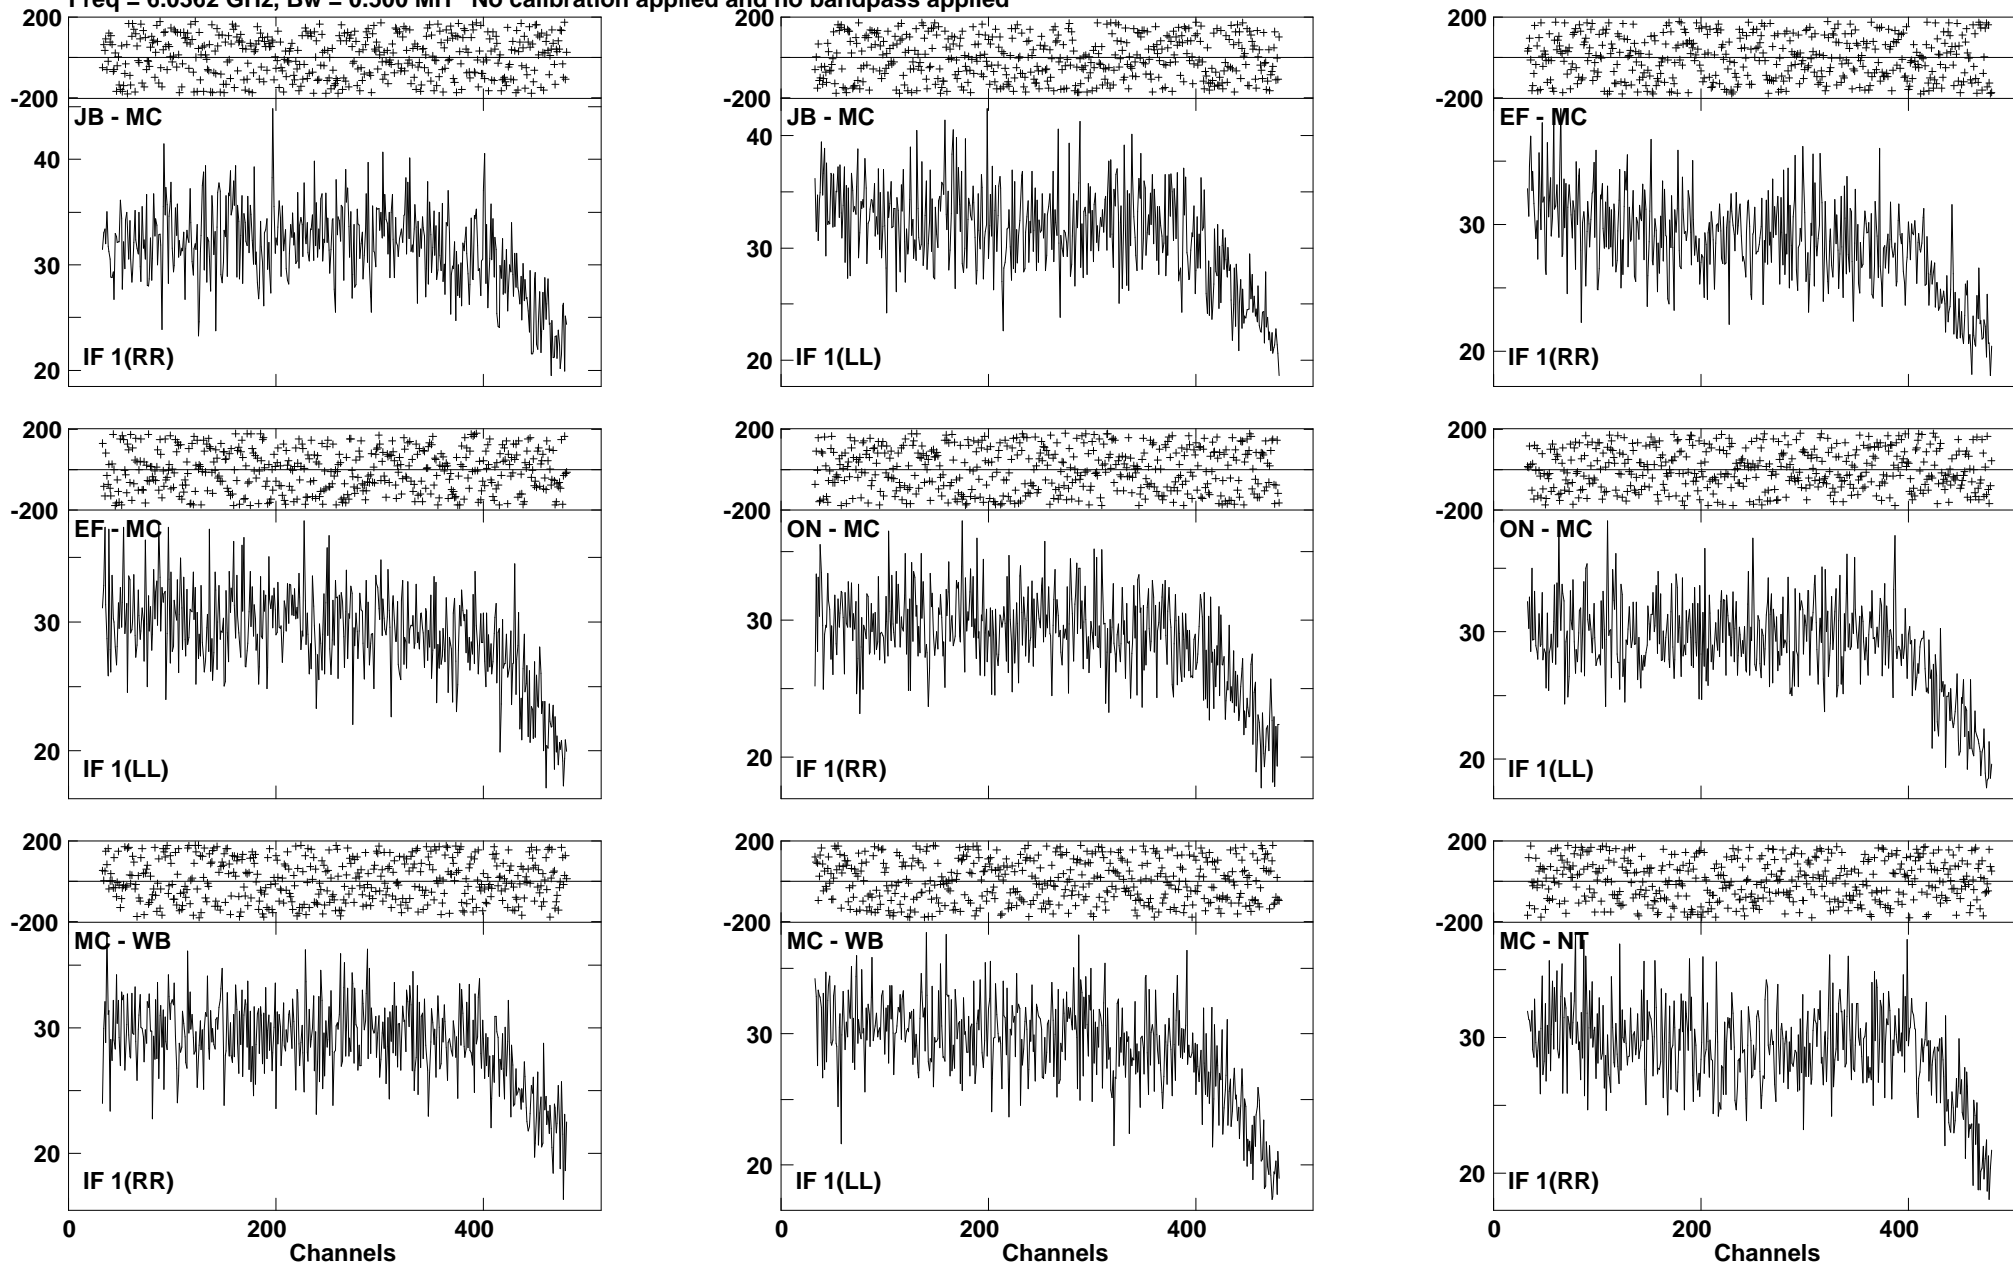 Freq = 6.0362 GHz, Bw = 0.500 MH No calibration applied and no bandpass applied
200 200 200
-200 -200 -200
JB - MC JB - MC EF - MC
40 40
30 30 30
20 20 20
IF 1(RR) IF 1(LL) IF 1(RR)
200 200 200
-200 -200 -200
EF - MC ON - MC ON - MC
30 30 30
20 20 20
IF 1(LL) IF 1(RR) IF 1(LL)
200 200 200
-200 -200 -200
MC - WB MC - WB MC - NT
30 30 30
20 20 20
IF 1(RR) IF 1(LL) IF 1(RR)
0 200 400 0 200 400 0 200 400
Channels Channels Channels